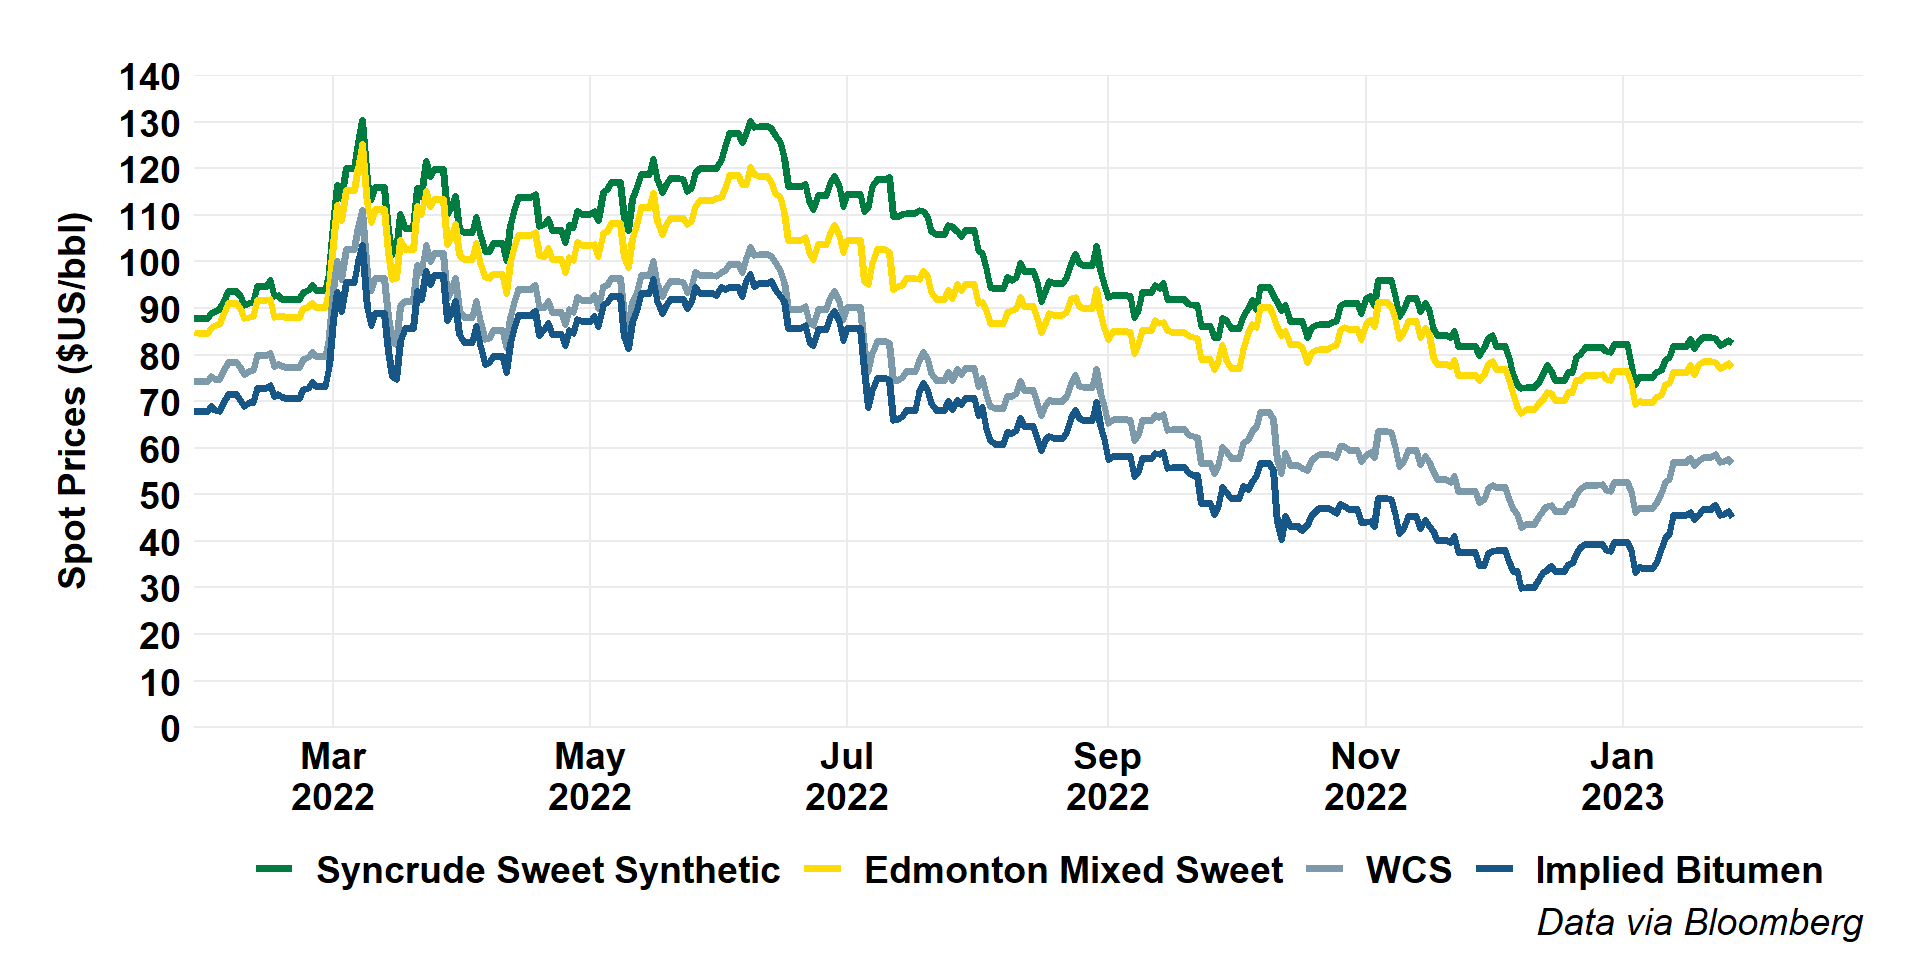 Spot Prices ($US/bbl)
140
130
120
110
100
90
80
70
60
50
40
30
20
10
0
Mar 2022
May 2022
Jul 2022
Sep 2022
Nov 2022
Jan 2023
Syncrude Sweet Synthetic
Edmonton Mixed Sweet
WCS
Implied Bitumen
Data via Bloomberg